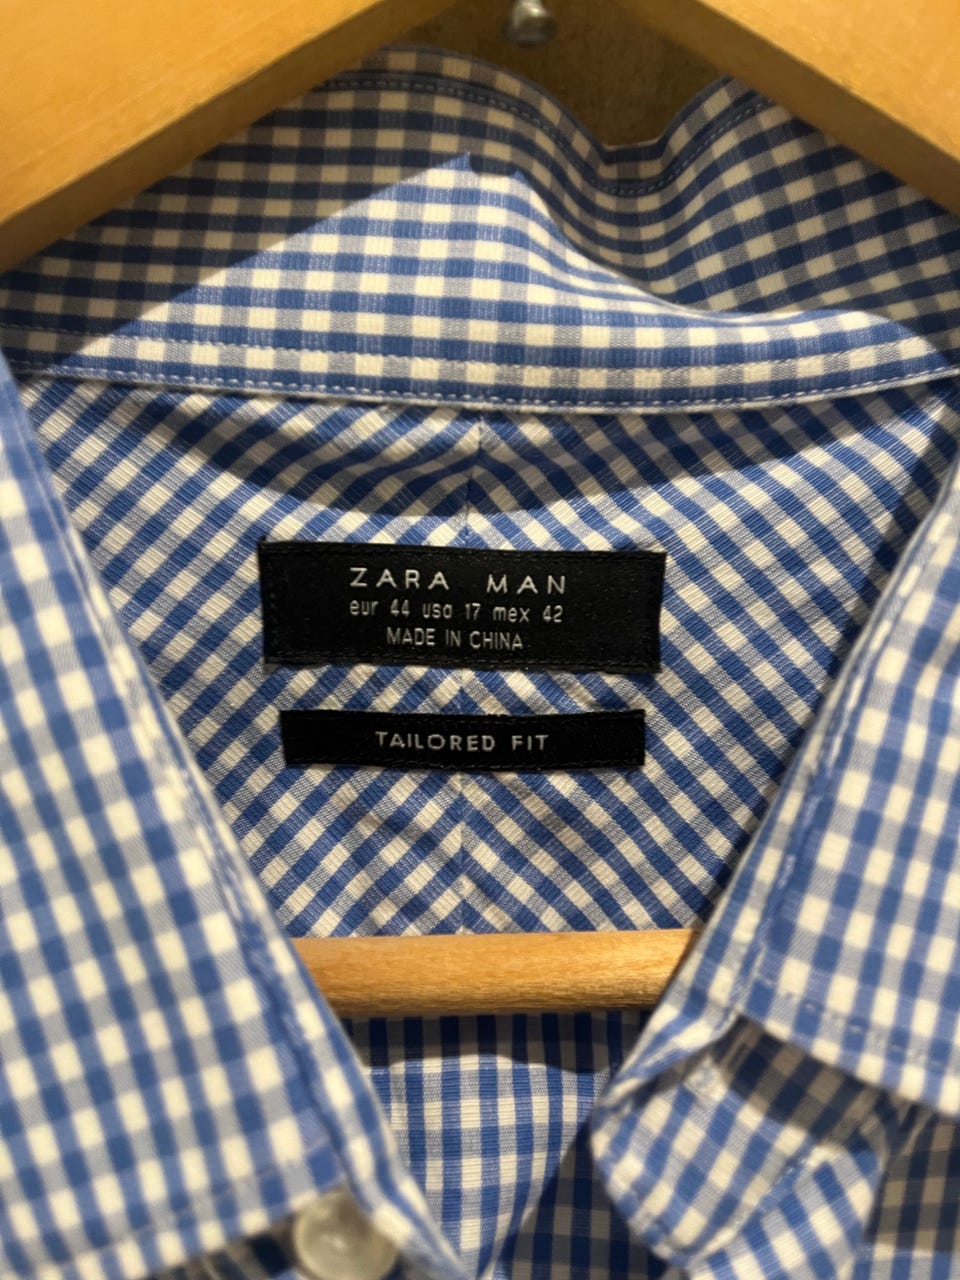 ZARA MAN
eur 44 usa 17 mex 42
MADE IN CHINA
TAILORED FIT